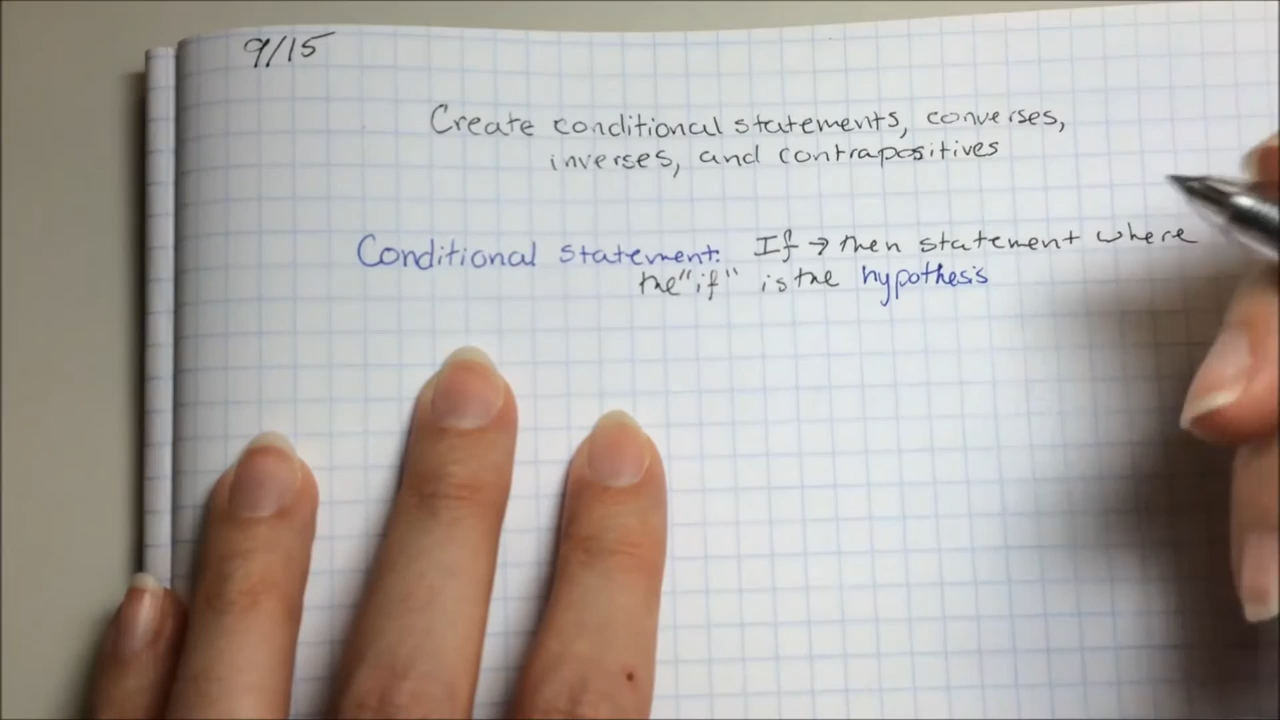 9/15
Create conditional statements, converses,
inverses, and contrapositives
Conditional statement: If → then statement where
the "if" is the hypothesis